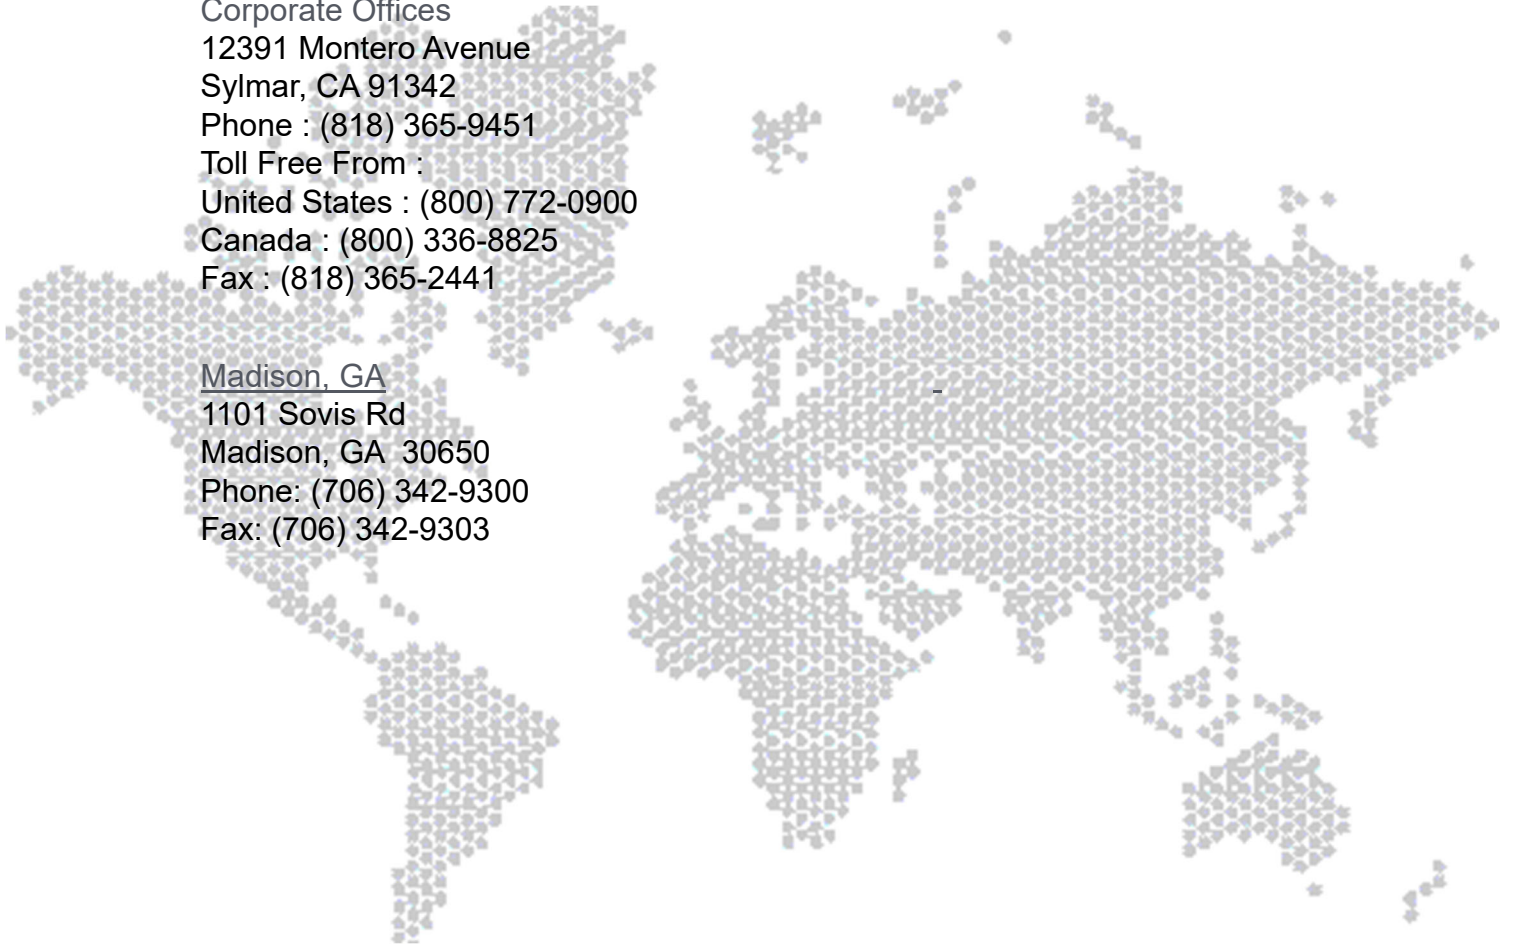 Corporate Offices
12391 Montero Avenue
Sylmar, CA 91342
Phone : (818) 365-9451
Toll Free From :
United States : (800) 772-0900
Canada : (800) 336-8825
Fax : (818) 365-2441
Madison, GA
1101 Sovis Rd
Madison, GA  30650
Phone: (706) 342-9300
Fax: (706) 342-9303